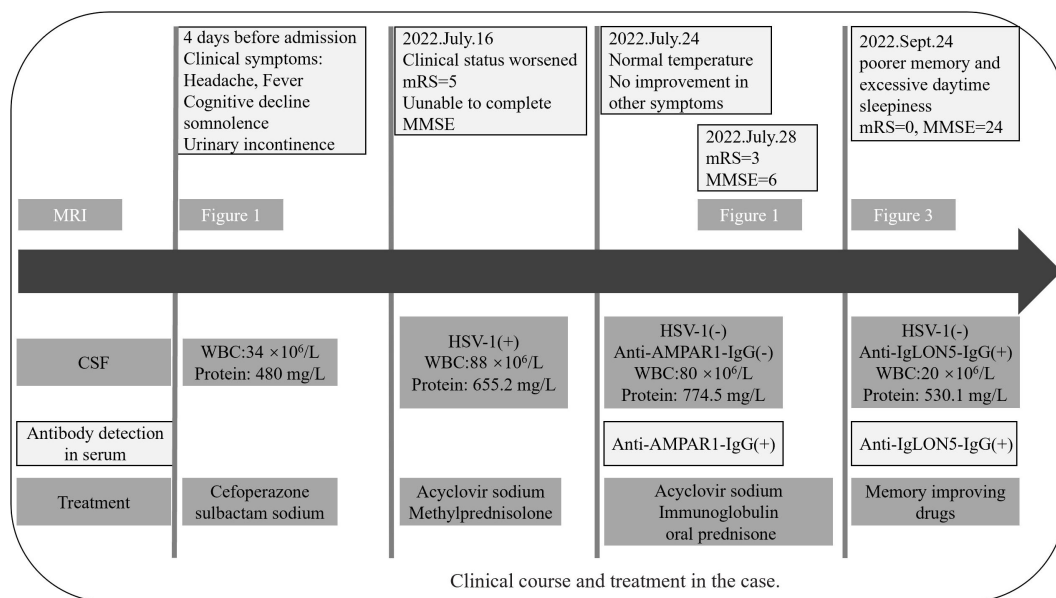 4 days before admission
Clinical symptoms:
Headache, Fever
Cognitive decline
somnolence
Urinary incontinence
2022.July.16
Clinical status worsened
mRS=5
Uunable to complete
MMSE
2022.July.24
Normal temperature
No improvement in
other symptoms
2022.July.28
mRS=3
MMSE=6
2022.Sept.24
poorer memory and
excessive daytime
sleepiness
mRS=0, MMSE=24
MRI
Figure 1
Figure 1
Figure 3
CSF
WBC:34 ×10⁶/L
Protein: 480 mg/L
HSV-1(+)
WBC:88 ×10⁶/L
Protein: 655.2 mg/L
HSV-1(-)
Anti-AMPAR1-IgG(-)
WBC:80 ×10⁶/L
Protein: 774.5 mg/L
HSV-1(-)
Anti-IgLON5-IgG(+)
WBC:20 ×10⁶/L
Protein: 530.1 mg/L
Antibody detection
in serum
Anti-AMPAR1-IgG(+)
Anti-IgLON5-IgG(+)
Treatment
Cefoperazone
sulbactam sodium
Acyclovir sodium
Methylprednisolone
Acyclovir sodium
Immunoglobulin
oral prednisone
Memory improving
drugs
Clinical course and treatment in the case.